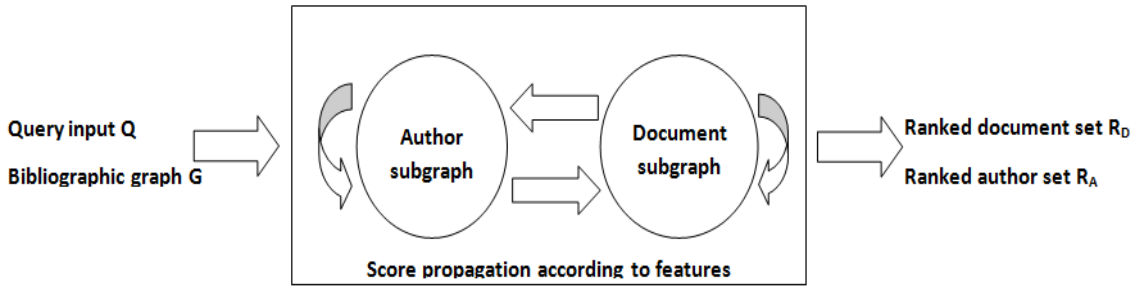 Query input Q
Bibliographic graph G
Author
subgraph
Document
subgraph
Score propagation according to features
Ranked document set R_D
Ranked author set R_A